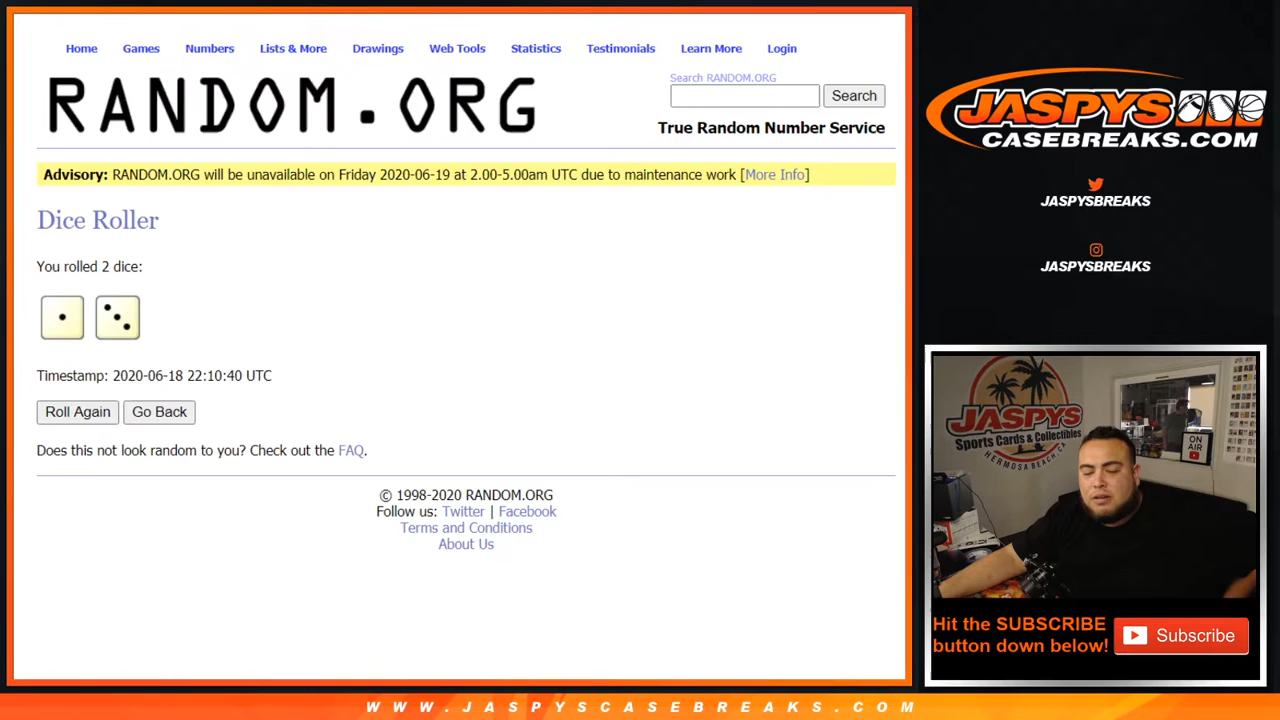 Home Games Numbers Lists & More Drawings Web Tools Statistics Testimonials Learn More Login
RANDOM.ORG
Search RANDOM.ORG
Search
True Random Number Service
Advisory: RANDOM.ORG will be unavailable on Friday 2020-06-19 at 2.00-5.00am UTC due to maintenance work [More Info]
Dice Roller
You rolled 2 dice:
Timestamp: 2020-06-18 22:10:40 UTC
Roll Again Go Back
Does this not look random to you? Check out the FAQ.
© 1998-2020 RANDOM.ORG
Follow us: Twitter | Facebook
Terms and Conditions
About Us
JASPYS
CASEBREAKS.COM
JASPYSBREAKS
JASPYSBREAKS
JASPYS
Sports Cards & Collectibles
HERMOSA BEACH, CA
ON
AIR
Hit the SUBSCRIBE
button down below!
Subscribe
WWW.JASPYSCASEBREAKS.COM